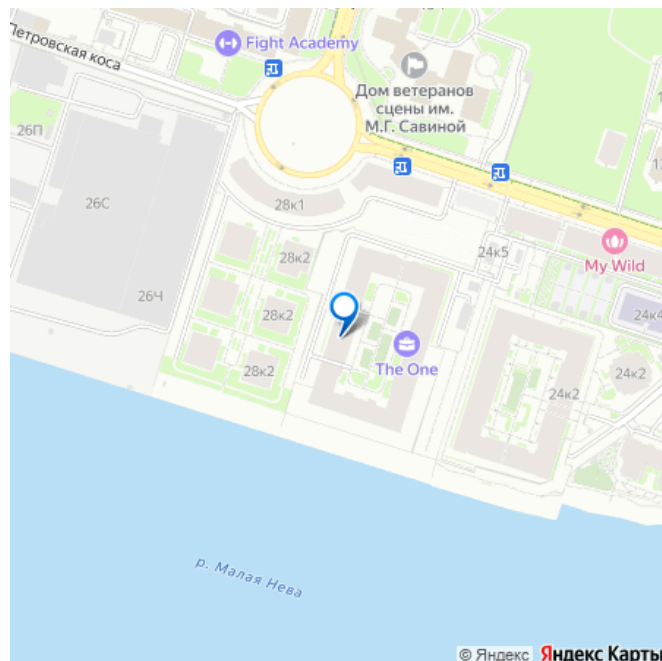 Петровская коса
Fight Academy
Дом ветеранов
сцены им.
М.Г. Савиной
26П
26С
28к1
28к2
24к5
My Wild
26Ч
28к2
24к4
The One
28к2
24к2
24к2
р. Малая Нева
© Яндекс Яндекс Карты